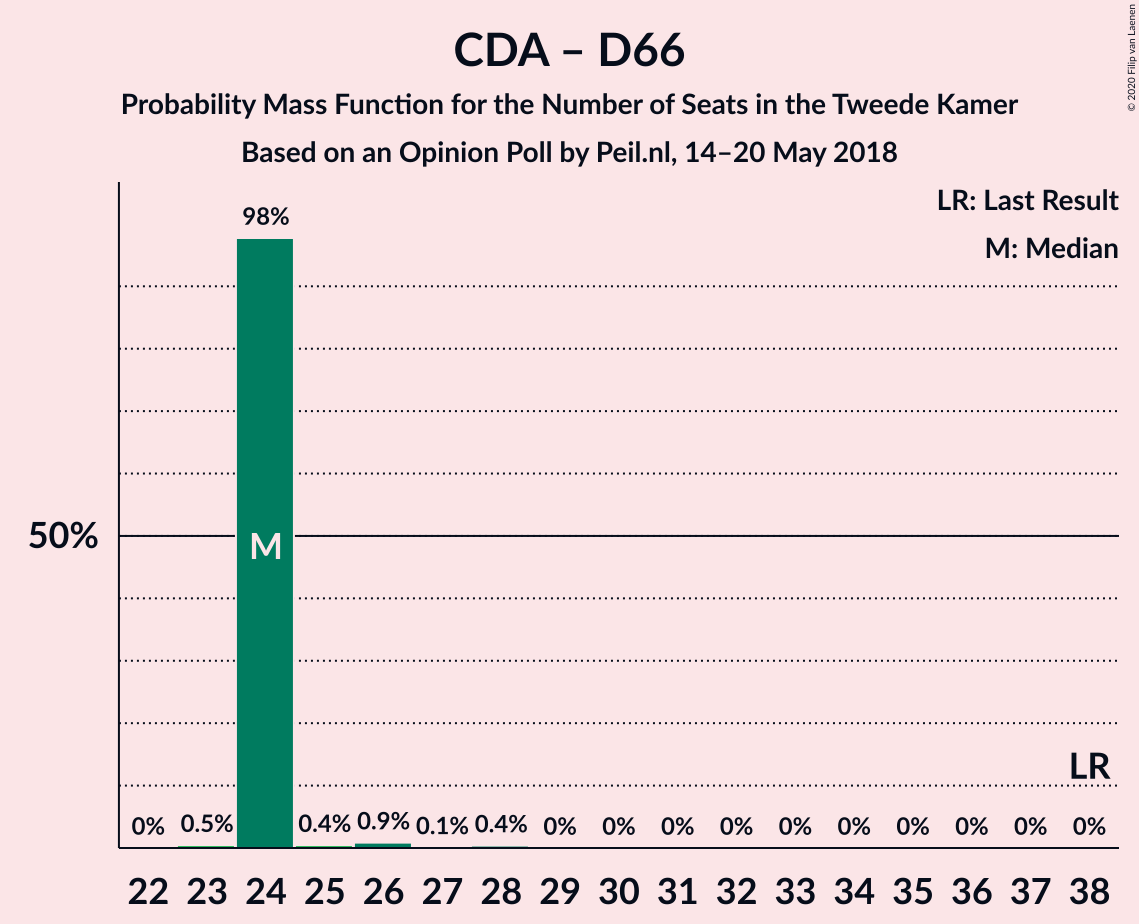 CDA – D66
Probability Mass Function for the Number of Seats in the Tweede Kamer
Based on an Opinion Poll by Peil.nl, 14–20 May 2018
© 2020 Filip van Laenen
LR: Last Result
M: Median
98%
50%
M
LR
0% 0.5% 0.4% 0.9% 0.1% 0.4% 0% 0% 0% 0% 0% 0% 0% 0% 0% 0%
22 23 24 25 26 27 28 29 30 31 32 33 34 35 36 37 38